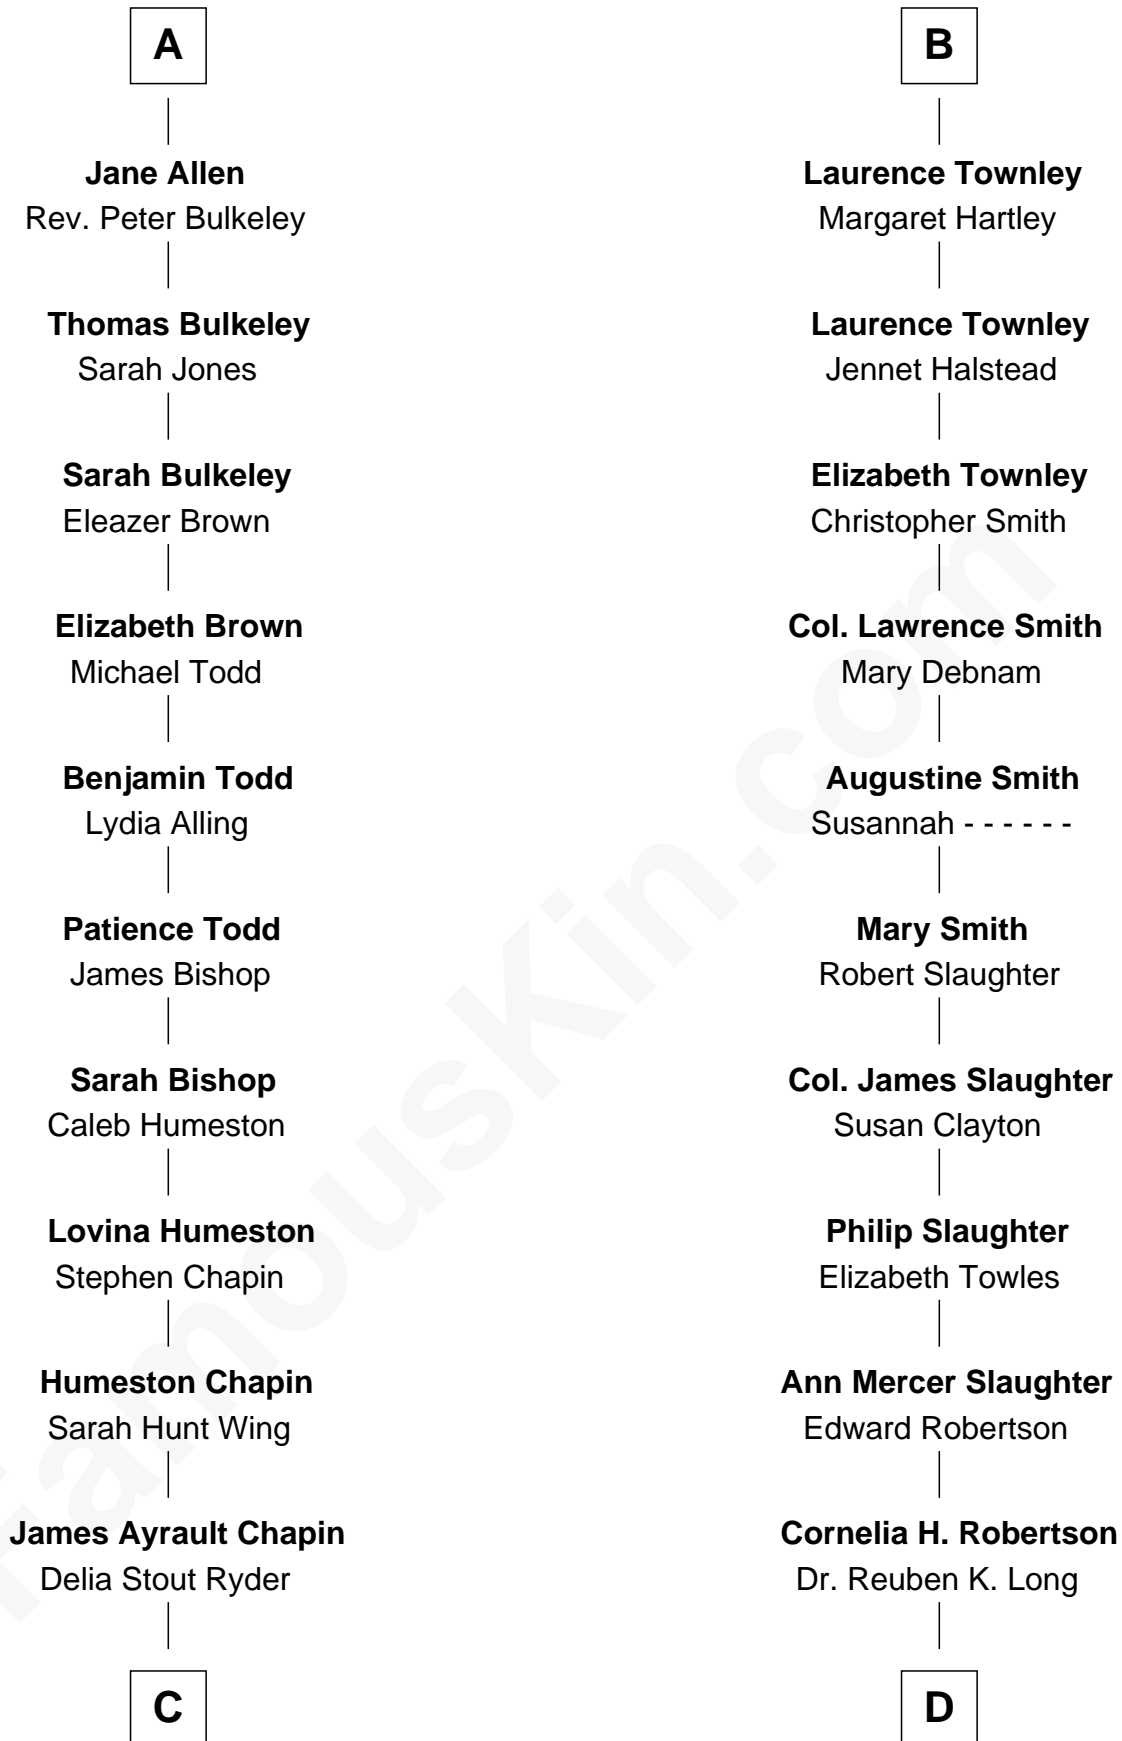 A
Jane Allen
Rev. Peter Bulkeley
Thomas Bulkeley
Sarah Jones
Sarah Bulkeley
Eleazer Brown
Elizabeth Brown
Michael Todd
Benjamin Todd
Lydia Alling
Patience Todd
James Bishop
Sarah Bishop
Caleb Humeston
Lovina Humeston
Stephen Chapin
Humeston Chapin
Sarah Hunt Wing
James Ayrault Chapin
Delia Stout Ryder
C
B
Laurence Townley
Margaret Hartley
Laurence Townley
Jennet Halstead
Elizabeth Townley
Christopher Smith
Col. Lawrence Smith
Mary Debnam
Augustine Smith
Susannah - - - - - -
Mary Smith
Robert Slaughter
Col. James Slaughter
Susan Clayton
Philip Slaughter
Elizabeth Towles
Ann Mercer Slaughter
Edward Robertson
Cornelia H. Robertson
Dr. Reuben K. Long
D
FamousKin.com